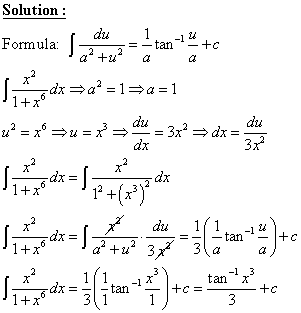 Solution :
Formula: ∫ du/(a² + u²) = (1/a) tan⁻¹ (u/a) + c
∫ x²/(1 + x⁶) dx ⇒ a² = 1 ⇒ a = 1
u² = x⁶ ⇒ u = x³ ⇒ du/dx = 3x² ⇒ dx = du/(3x²)
∫ x²/(1 + x⁶) dx = ∫ x²/(1² + (x³)²) dx
∫ x²/(1 + x⁶) dx = ∫ x²/(a² + u²) · du/(3x²) = (1/3)((1/a) tan⁻¹ (u/a)) + c
∫ x²/(1 + x⁶) dx = (1/3)((1/1) tan⁻¹ (x³/1)) + c = (tan⁻¹ x³)/3 + c